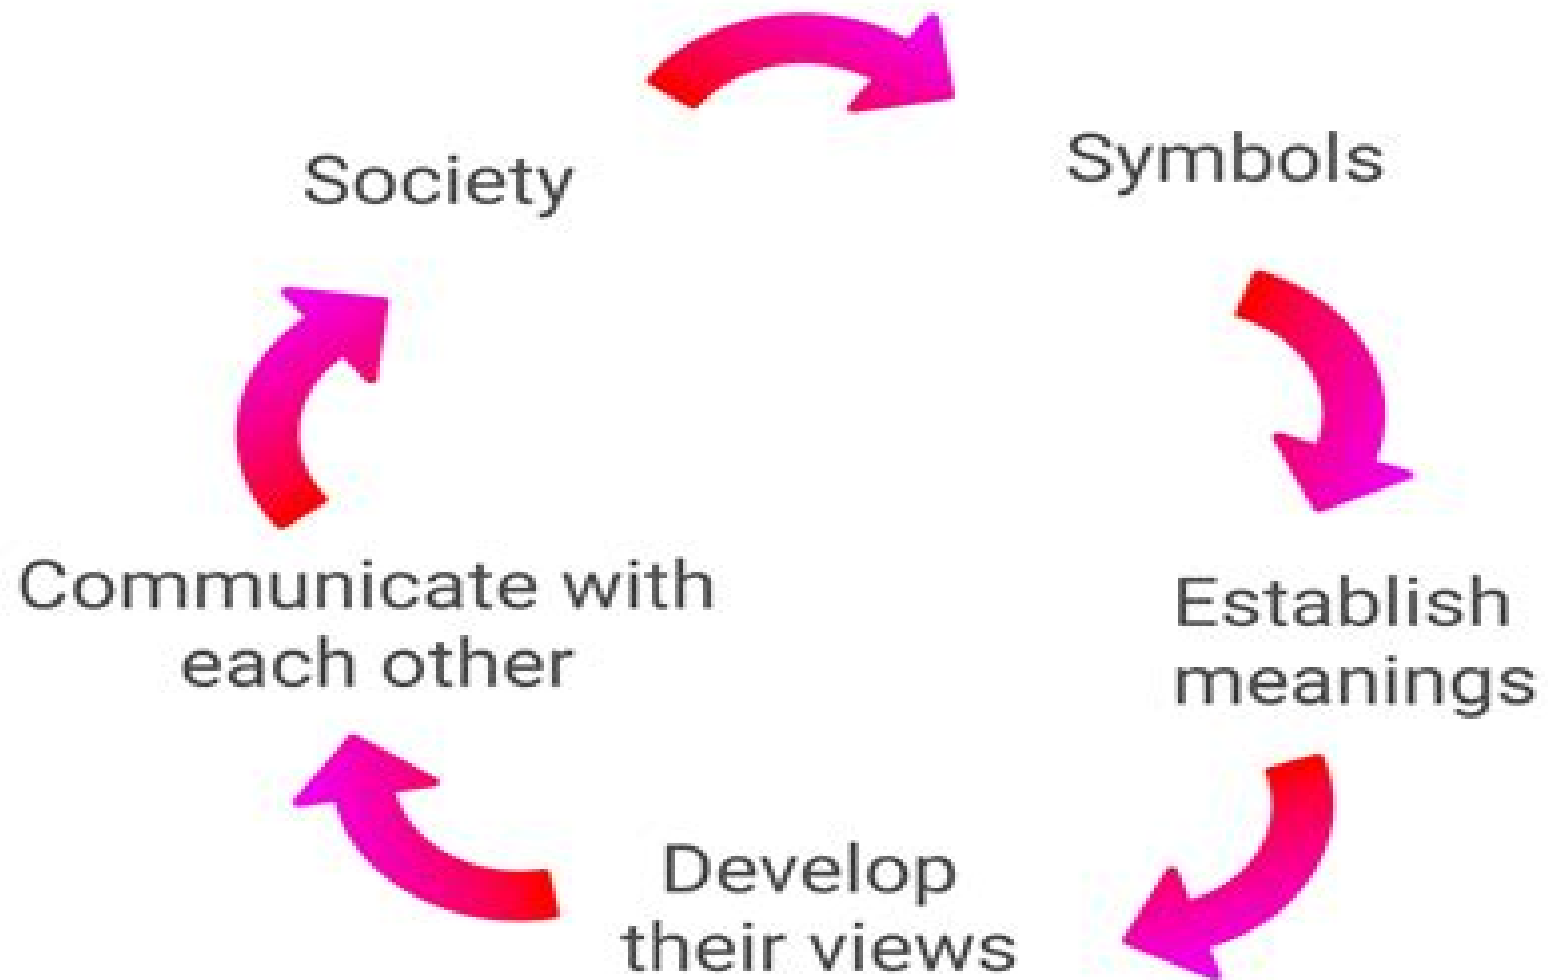 Society
Symbols
Communicate with
each other
Establish
meanings
Develop
their views